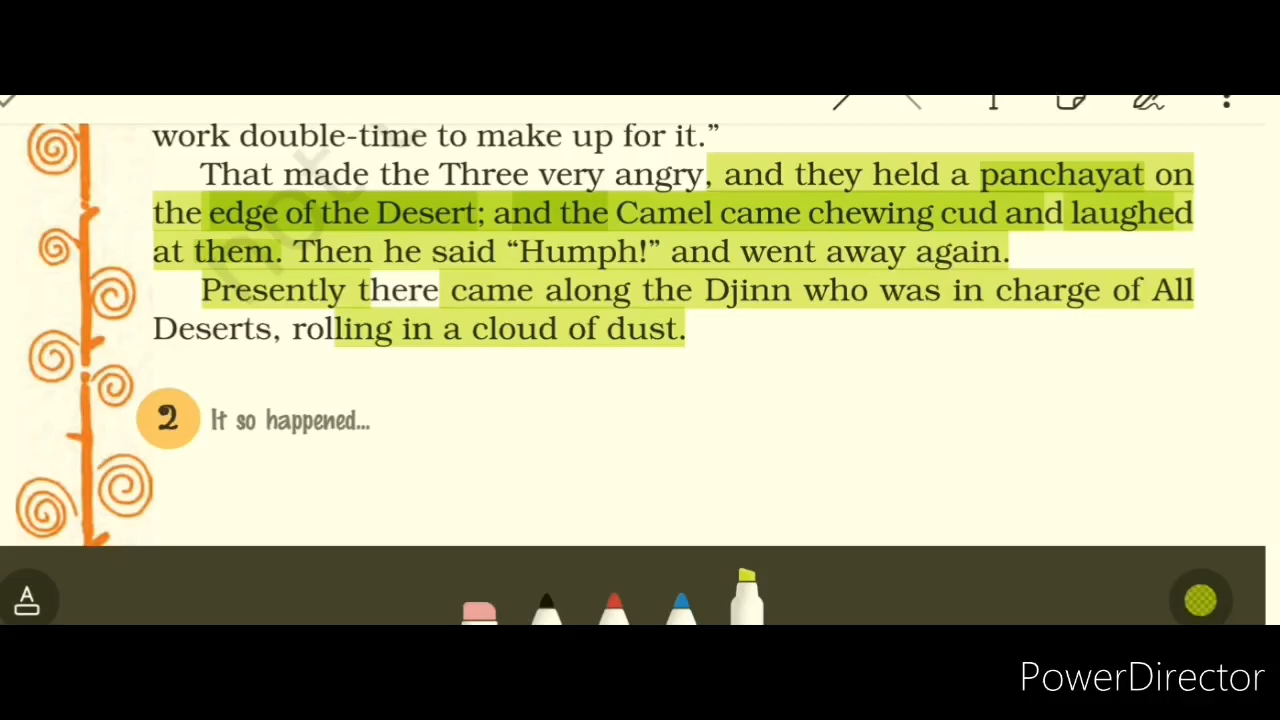 work double-time to make up for it.”
That made the Three very angry, and they held a panchayat on
the edge of the Desert; and the Camel came chewing cud and laughed
at them. Then he said “Humph!” and went away again.
Presently there came along the Djinn who was in charge of All
Deserts, rolling in a cloud of dust.
2 It so happened...
A
PowerDirector